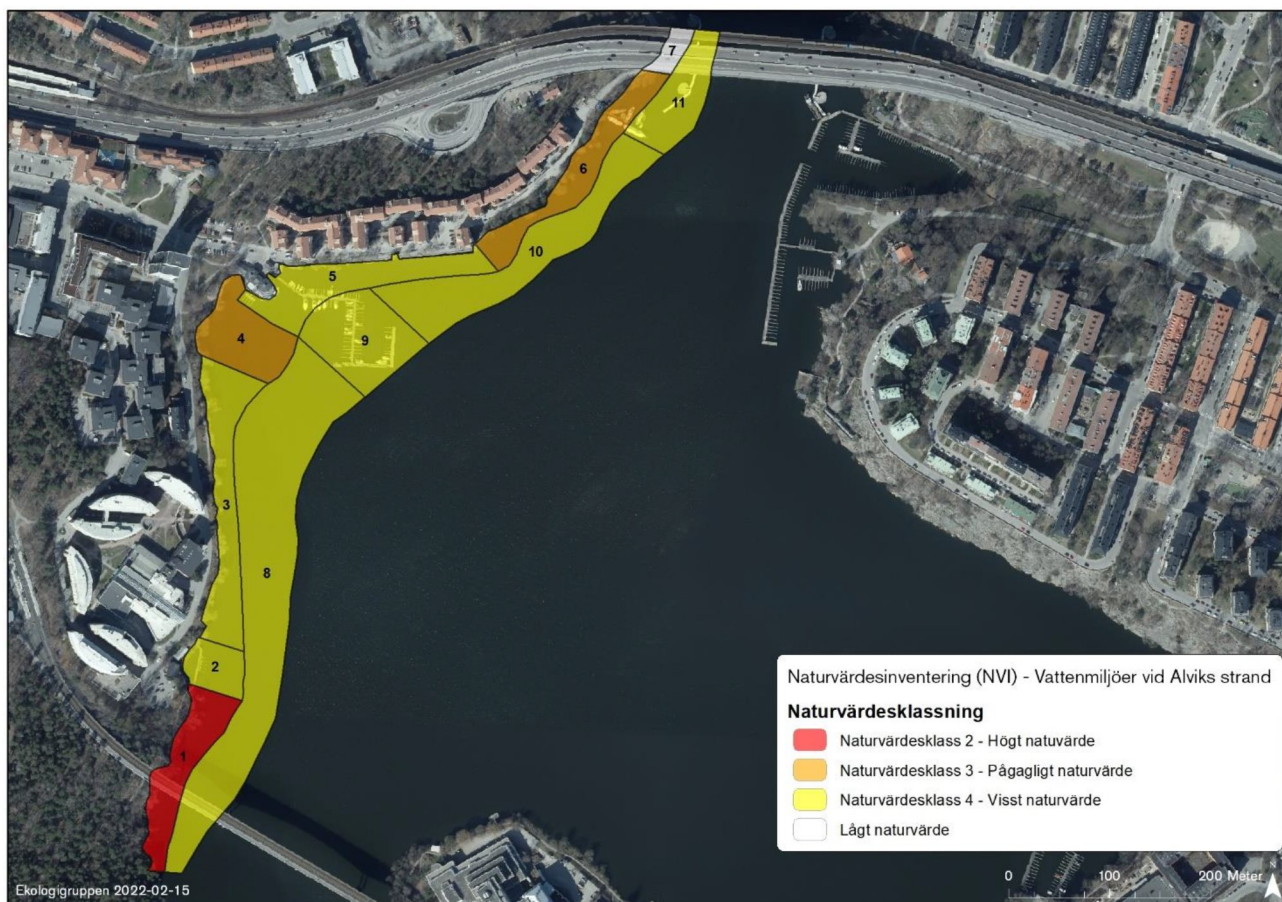 7
11
6
10
5
9
4
3
8
2
1
Naturvärdesinventering (NVI) - Vattenmiljöer vid Alviks strand
Naturvärdesklassning
Naturvärdesklass 2 - Högt natuvärde
Naturvärdesklass 3 - Pågagligt naturvärde
Naturvärdesklass 4 - Visst naturvärde
Lågt naturvärde
0 100 200 Meter
N
Ekologigruppen 2022-02-15